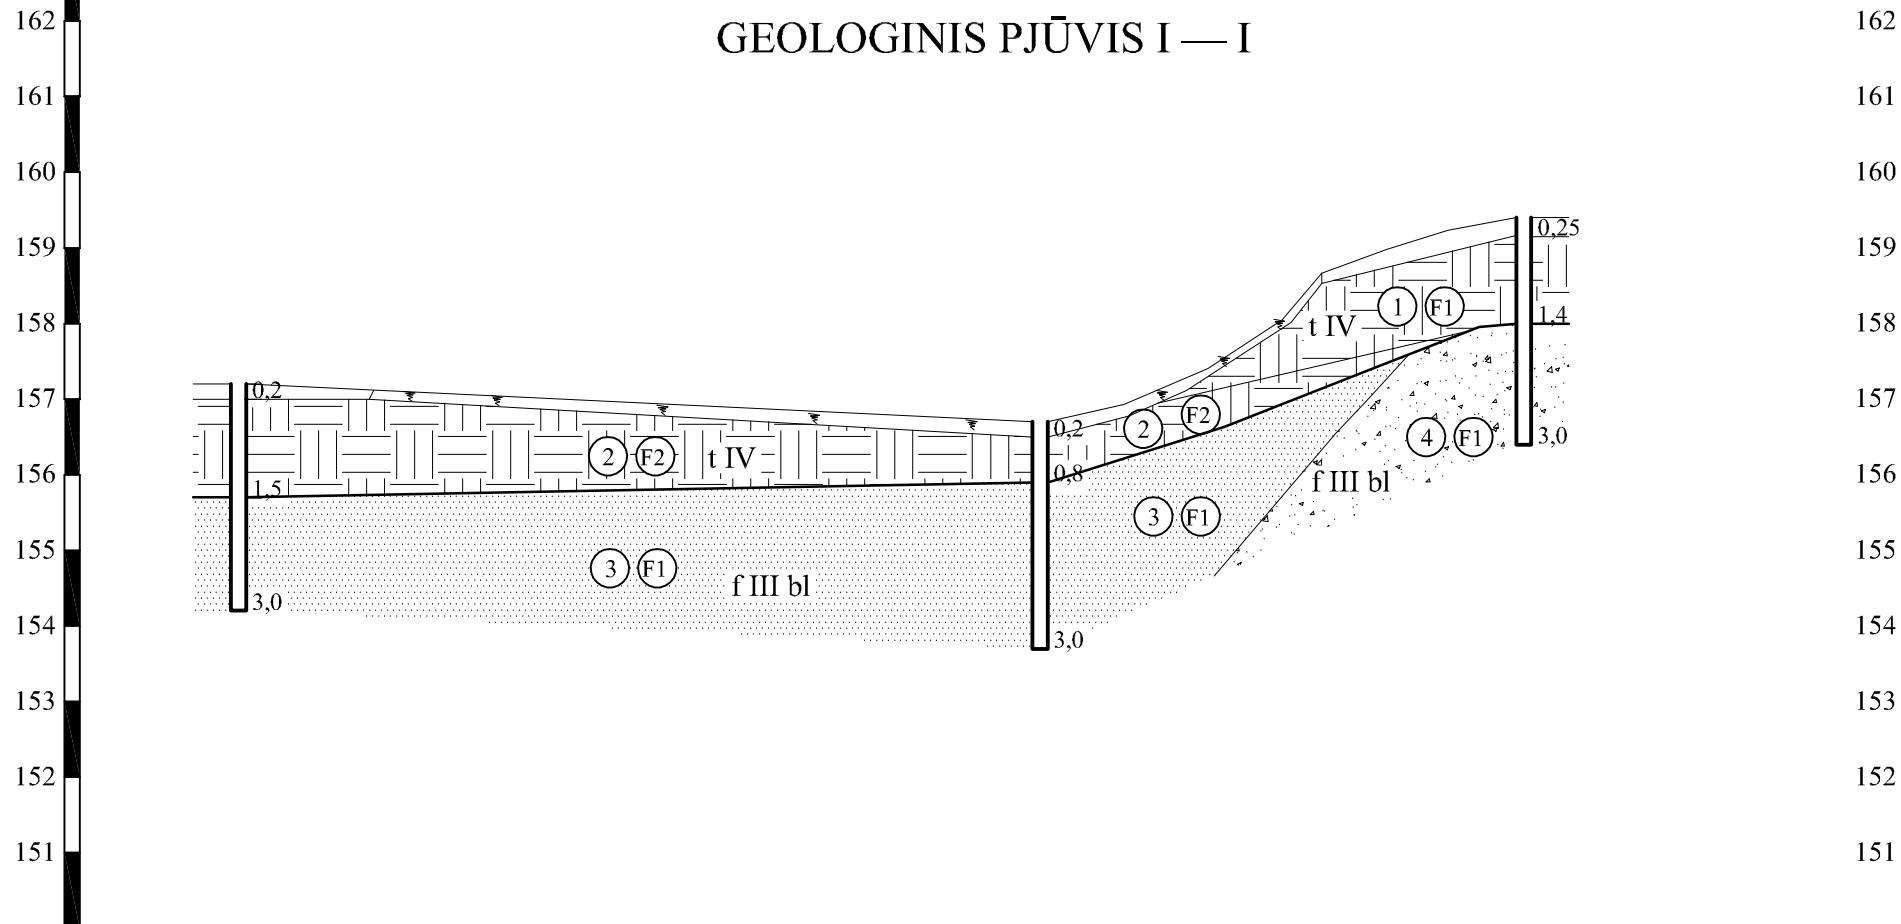 GEOLOGINIS PJŪVIS I — I
162 162
161 161
160 160
159 159
158 158
157 157
156 156
155 155
154 154
153 153
152 152
151 151
0,2
1,5
3,0
2 F2 t IV
3 F1
f III bl
0,2
0,8
3,0
2 F2
3 F1
t IV
1 F1
4 F1
f III bl
0,25
1,4
3,0